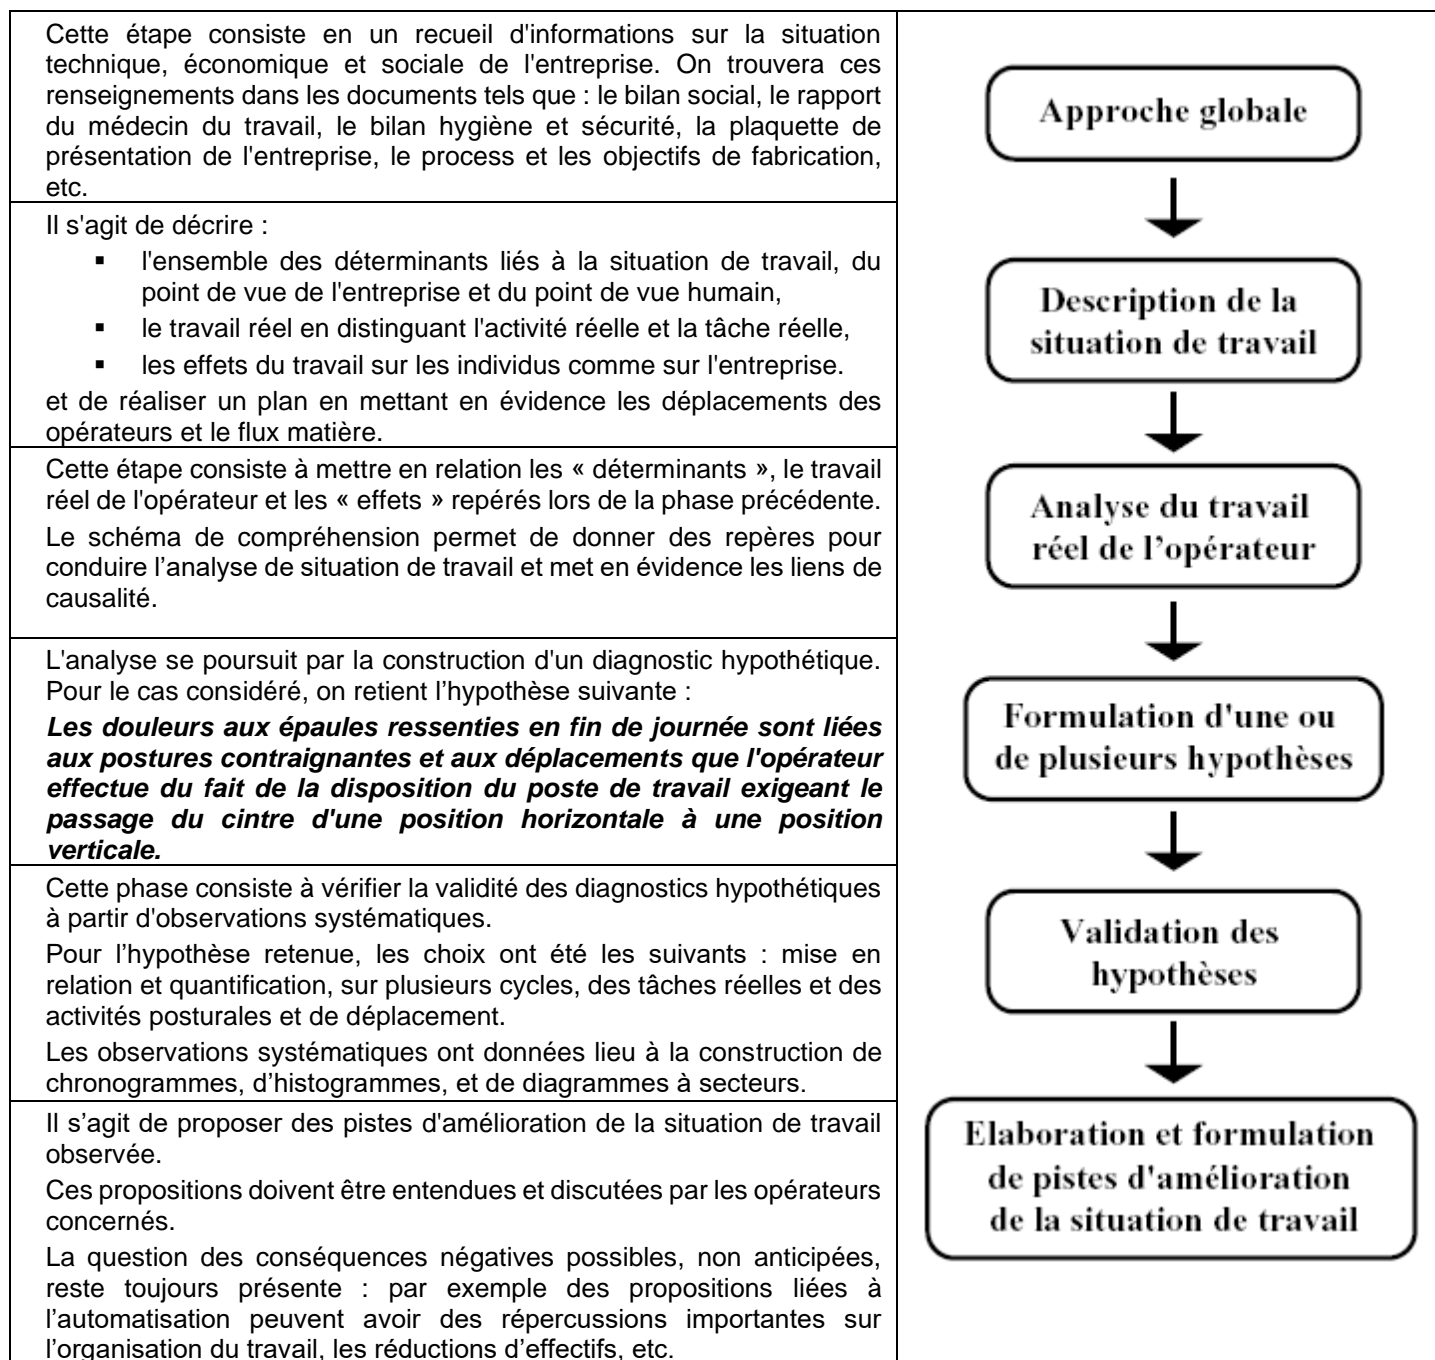 Cette étape consiste en un recueil d'informations sur la situation
technique, économique et sociale de l'entreprise. On trouvera ces
renseignements dans les documents tels que : le bilan social, le rapport
du médecin du travail, le bilan hygiène et sécurité, la plaquette de
présentation de l'entreprise, le process et les objectifs de fabrication,
etc.
Il s'agit de décrire :
▪ l'ensemble des déterminants liés à la situation de travail, du
point de vue de l'entreprise et du point de vue humain,
▪ le travail réel en distinguant l'activité réelle et la tâche réelle,
▪ les effets du travail sur les individus comme sur l'entreprise.
et de réaliser un plan en mettant en évidence les déplacements des
opérateurs et le flux matière.
Cette étape consiste à mettre en relation les « déterminants », le travail
réel de l'opérateur et les « effets » repérés lors de la phase précédente.
Le schéma de compréhension permet de donner des repères pour
conduire l’analyse de situation de travail et met en évidence les liens de
causalité.
L'analyse se poursuit par la construction d'un diagnostic hypothétique.
Pour le cas considéré, on retient l’hypothèse suivante :
Les douleurs aux épaules ressenties en fin de journée sont liées
aux postures contraignantes et aux déplacements que l'opérateur
effectue du fait de la disposition du poste de travail exigeant le
passage du cintre d'une position horizontale à une position
verticale.
Cette phase consiste à vérifier la validité des diagnostics hypothétiques
à partir d'observations systématiques.
Pour l’hypothèse retenue, les choix ont été les suivants : mise en
relation et quantification, sur plusieurs cycles, des tâches réelles et des
activités posturales et de déplacement.
Les observations systématiques ont données lieu à la construction de
chronogrammes, d’histogrammes, et de diagrammes à secteurs.
Il s’agit de proposer des pistes d'amélioration de la situation de travail
observée.
Ces propositions doivent être entendues et discutées par les opérateurs
concernés.
La question des conséquences négatives possibles, non anticipées,
reste toujours présente : par exemple des propositions liées à
l’automatisation peuvent avoir des répercussions importantes sur
l’organisation du travail, les réductions d’effectifs, etc.
Approche globale
Description de la
situation de travail
Analyse du travail
réel de l’opérateur
Formulation d'une ou
de plusieurs hypothèses
Validation des
hypothèses
Elaboration et formulation
de pistes d'amélioration
de la situation de travail